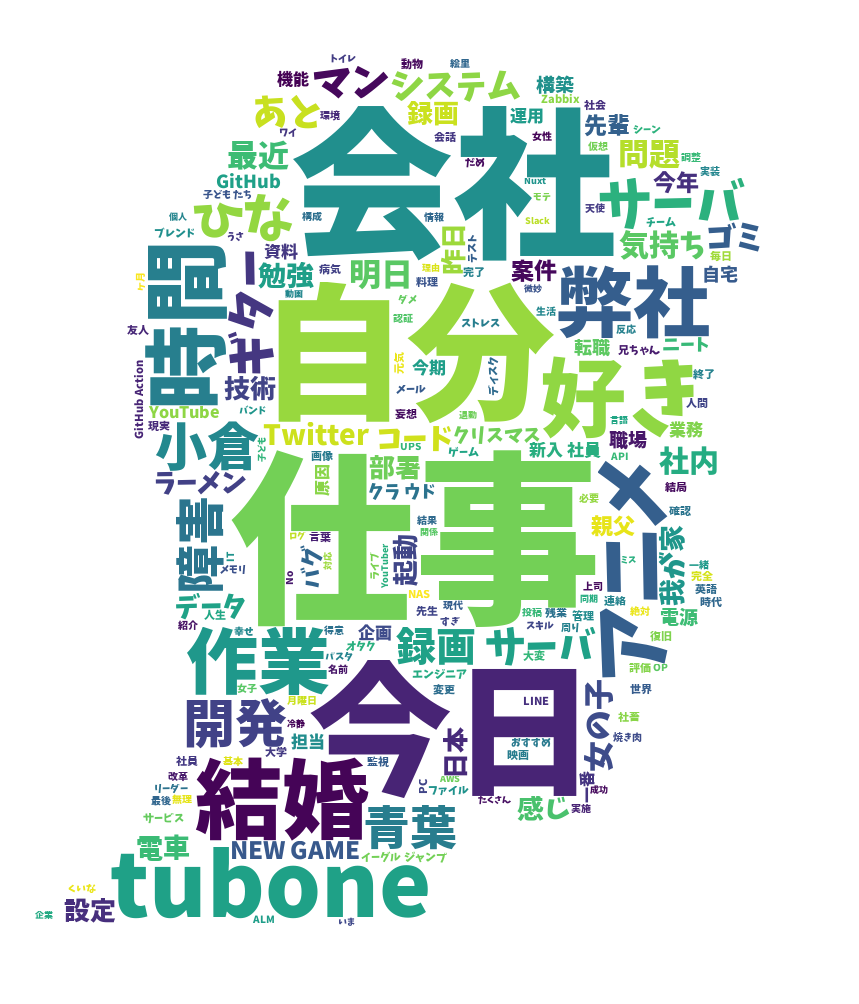 トイレ
動物
絵里
機能
マン
システム
構築
Zabbix
あと
環境
録画
運用
社会
ワイ
会話
女性
先輩
シーン
最近
会社
だめ
仮想
問題
調整
GitHub
Nuxt
今年
実装
子どもたち
モテ
天使
サーバ
個人
ひな
構成
情報
Slack
チーム
ブレンド
うさ
昨日
テスト
気持ち
ゴミ
資料
理由
毎日
時間
ヶ月
勉強
病気
明日
料理
完了
案件
弊社
自宅
動画
ダメ
微妙
ギター
自分
認証
ストレス
生活
反応
友人
元気
今期
ディスク
転職
兄ちゃん
ニート
技術
メール
好き
終了
GitHub Action
YouTube
バンド
妄想
運動
人間
現実
Twitter
コード
クリスマス
言語
業務
小倉
子ども
UPS
ゲーム
新入 社員
職場
画像
API
社内
ラーメン
原因
部署
クラウド
結局
仕事
必要
アニメ
障害
ログ
言葉
結果
関係
親父
確認
IT
バグ
対応
起動
ミス
我が家
メモリ
No
ライブ
YouTuber
上司
一緒
完全
データ
NAS
同期
連絡
英語
時代
人生
先生
現代
投稿
残業
管理
絶対
電源
紹介
幸せ
得意
企画
すぎ
スキル
周り
復旧
作業
オタク
録画 サーバ
大変
パスタ
名前
エンジニア
評価
OP
女子
月曜日
変更
女の子
世界
開発
冷静
今日
LINE
社畜
担当
日本
おすすめ
焼き肉
大学
映画
社員
基本
監視
一番
改革
結婚
PC
AWS
ファイル
成功
リーダー
最後
無理
たくさん
実施
サービス
青葉
感じ
電車
NEW GAME
イーグル ジャンプ
tubone
くいな
企業
設定
ALM
いま